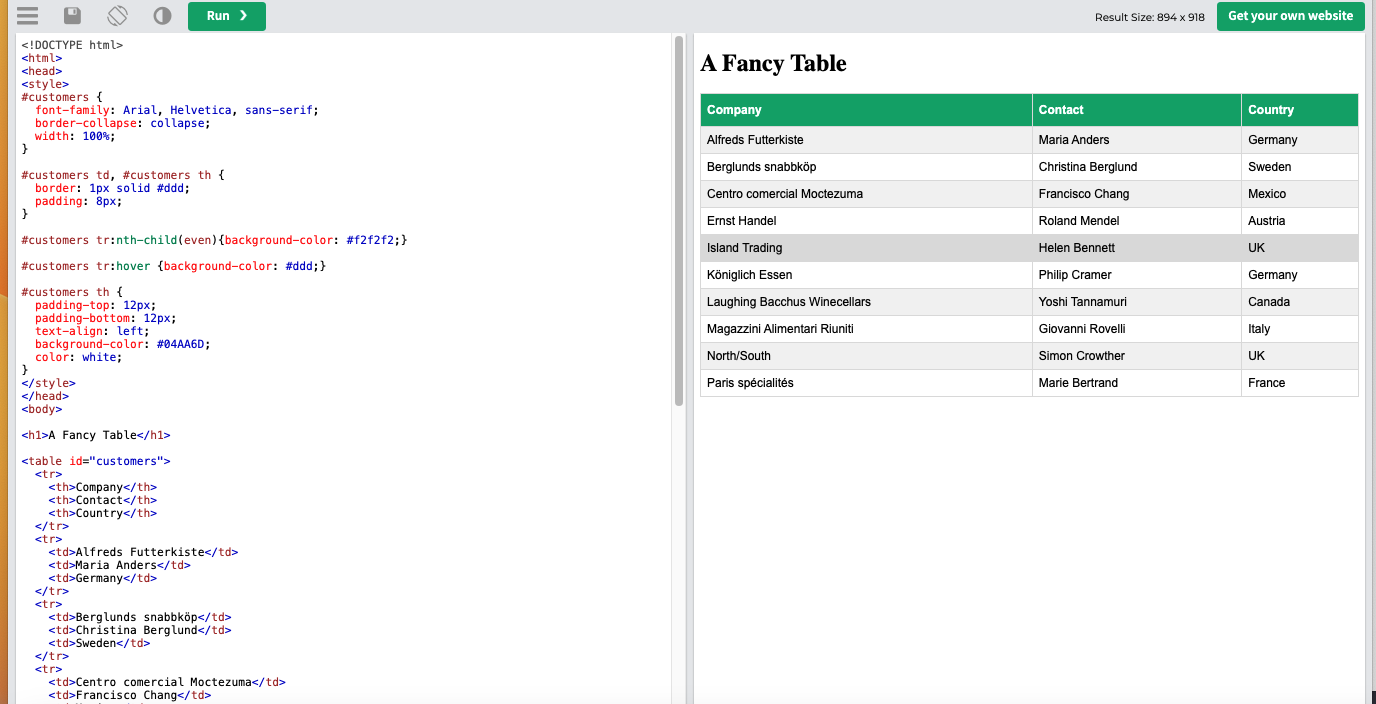 Run ❯
Result Size: 894 x 918
Get your own website
<!DOCTYPE html>
<html>
<head>
<style>
#customers {
  font-family: Arial, Helvetica, sans-serif;
  border-collapse: collapse;
  width: 100%;
}

#customers td, #customers th {
  border: 1px solid #ddd;
  padding: 8px;
}

#customers tr:nth-child(even){background-color: #f2f2f2;}

#customers tr:hover {background-color: #ddd;}

#customers th {
  padding-top: 12px;
  padding-bottom: 12px;
  text-align: left;
  background-color: #04AA6D;
  color: white;
}
</style>
</head>
<body>

<h1>A Fancy Table</h1>

<table id="customers">
  <tr>
    <th>Company</th>
    <th>Contact</th>
    <th>Country</th>
  </tr>
  <tr>
    <td>Alfreds Futterkiste</td>
    <td>Maria Anders</td>
    <td>Germany</td>
  </tr>
  <tr>
    <td>Berglunds snabbköp</td>
    <td>Christina Berglund</td>
    <td>Sweden</td>
  </tr>
  <tr>
    <td>Centro comercial Moctezuma</td>
    <td>Francisco Chang</td>
A Fancy Table
Company Contact Country
Alfreds Futterkiste Maria Anders Germany
Berglunds snabbköp Christina Berglund Sweden
Centro comercial Moctezuma Francisco Chang Mexico
Ernst Handel Roland Mendel Austria
Island Trading Helen Bennett UK
Königlich Essen Philip Cramer Germany
Laughing Bacchus Winecellars Yoshi Tannamuri Canada
Magazzini Alimentari Riuniti Giovanni Rovelli Italy
North/South Simon Crowther UK
Paris spécialités Marie Bertrand France